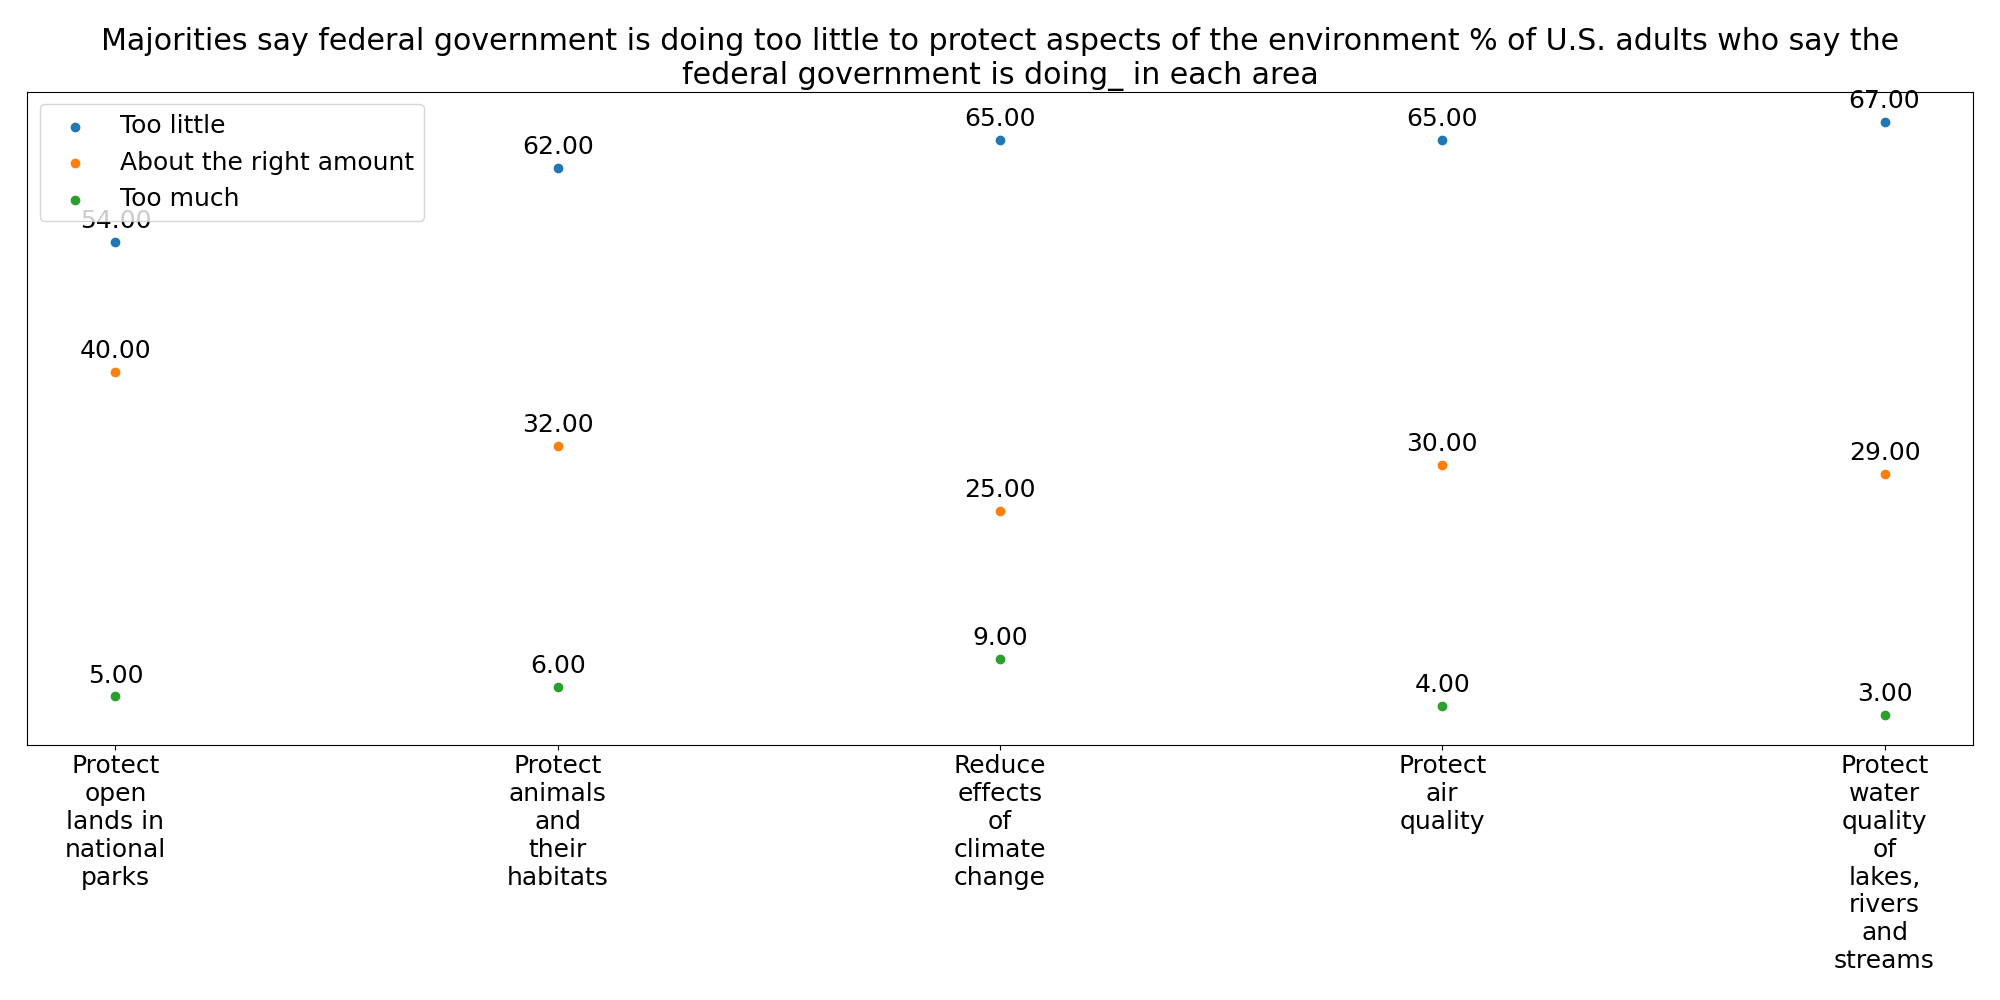 Majorities say federal government is doing too little to protect aspects of the environment % of U.S. adults who say the
federal government is doing_ in each area
Too little
About the right amount
Too much
54.00
62.00
65.00
65.00
67.00
40.00
32.00
25.00
30.00
29.00
5.00
6.00
9.00
4.00
3.00
Protect
open
lands in
national
parks
Protect
animals
and
their
habitats
Reduce
effects
of
climate
change
Protect
air
quality
Protect
water
quality
of
lakes,
rivers
and
streams